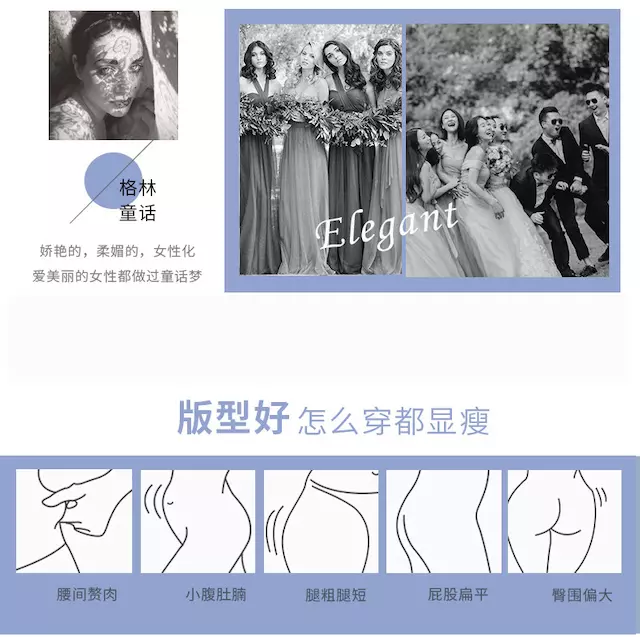 格林
童话
娇艳的，柔媚的，女性化
爱美丽的女性都做过童话梦
Elegant
版型好 怎么穿都显瘦
腰间赘肉
小腹肚腩
腿粗腿短
屁股扁平
臀围偏大